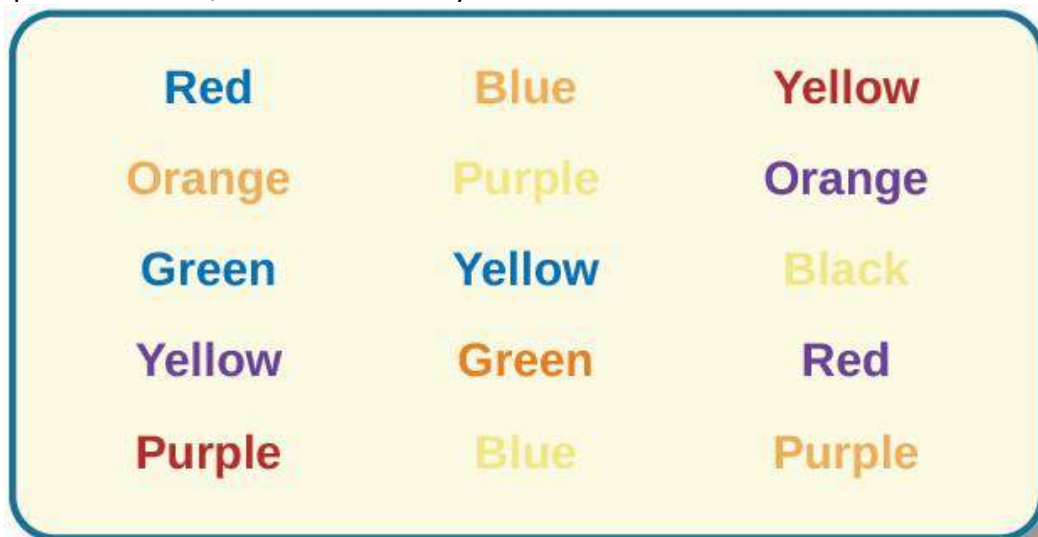 Red Blue Yellow
Orange Purple Orange
Green Yellow Black
Yellow Green Red
Purple Blue Purple